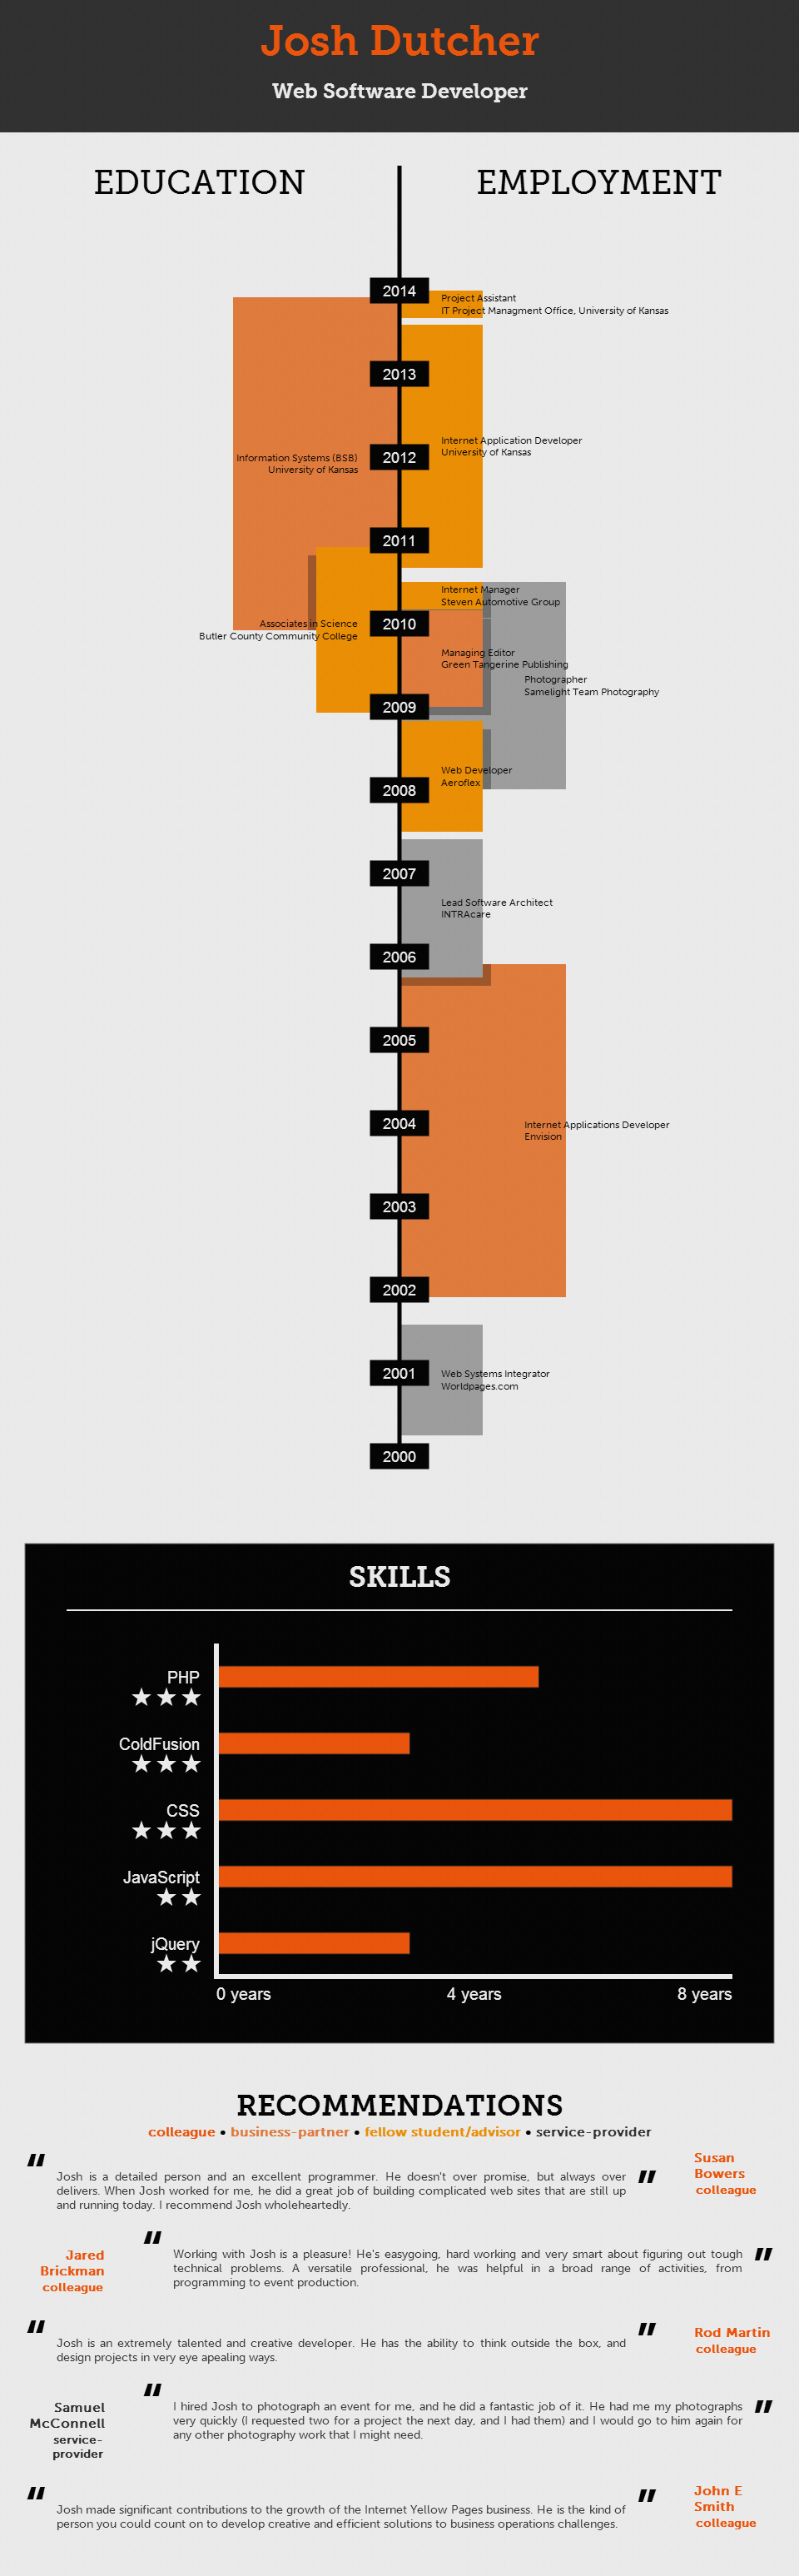 Josh Dutcher
Web Software Developer
EDUCATION
EMPLOYMENT
2014
Project Assistant
IT Project Managment Office, University of Kansas
2013
Internet Application Developer
University of Kansas
2012
Information Systems (BSB)
University of Kansas
2011
Internet Manager
Steven Automotive Group
2010
Associates in Science
Butler County Community College
Managing Editor
Green Tangerine Publishing
Photographer
Samelight Team Photography
2009
Web Developer
Aeroflex
2008
2007
Lead Software Architect
INTRAcare
2006
2005
2004
Internet Applications Developer
Envision
2003
2002
2001
Web Systems Integrator
Worldpages.com
2000
SKILLS
PHP
★ ★ ★
ColdFusion
★ ★ ★
CSS
★ ★ ★
JavaScript
★ ★
jQuery
★ ★
0 years 4 years 8 years
RECOMMENDATIONS
colleague • business-partner • fellow student/advisor • service-provider
"
Josh is a detailed person and an excellent programmer. He doesn't over promise, but always over
delivers. When Josh worked for me, he did a great job of building complicated web sites that are still up
and running today. I recommend Josh wholeheartedly.
"
Susan
Bowers
colleague
Jared
Brickman
colleague
"
Working with Josh is a pleasure! He's easygoing, hard working and very smart about figuring out tough
technical problems. A versatile professional, he was helpful in a broad range of activities, from
programming to event production.
"
"
Josh is an extremely talented and creative developer. He has the ability to think outside the box, and
design projects in very eye apealing ways.
"
Rod Martin
colleague
Samuel
McConnell
service-
provider
"
I hired Josh to photograph an event for me, and he did a fantastic job of it. He had me my photographs
very quickly (I requested two for a project the next day, and I had them) and I would go to him again for
any other photography work that I might need.
"
"
Josh made significant contributions to the growth of the Internet Yellow Pages business. He is the kind of
person you could count on to develop creative and efficient solutions to business operations challenges.
"
John E
Smith
colleague